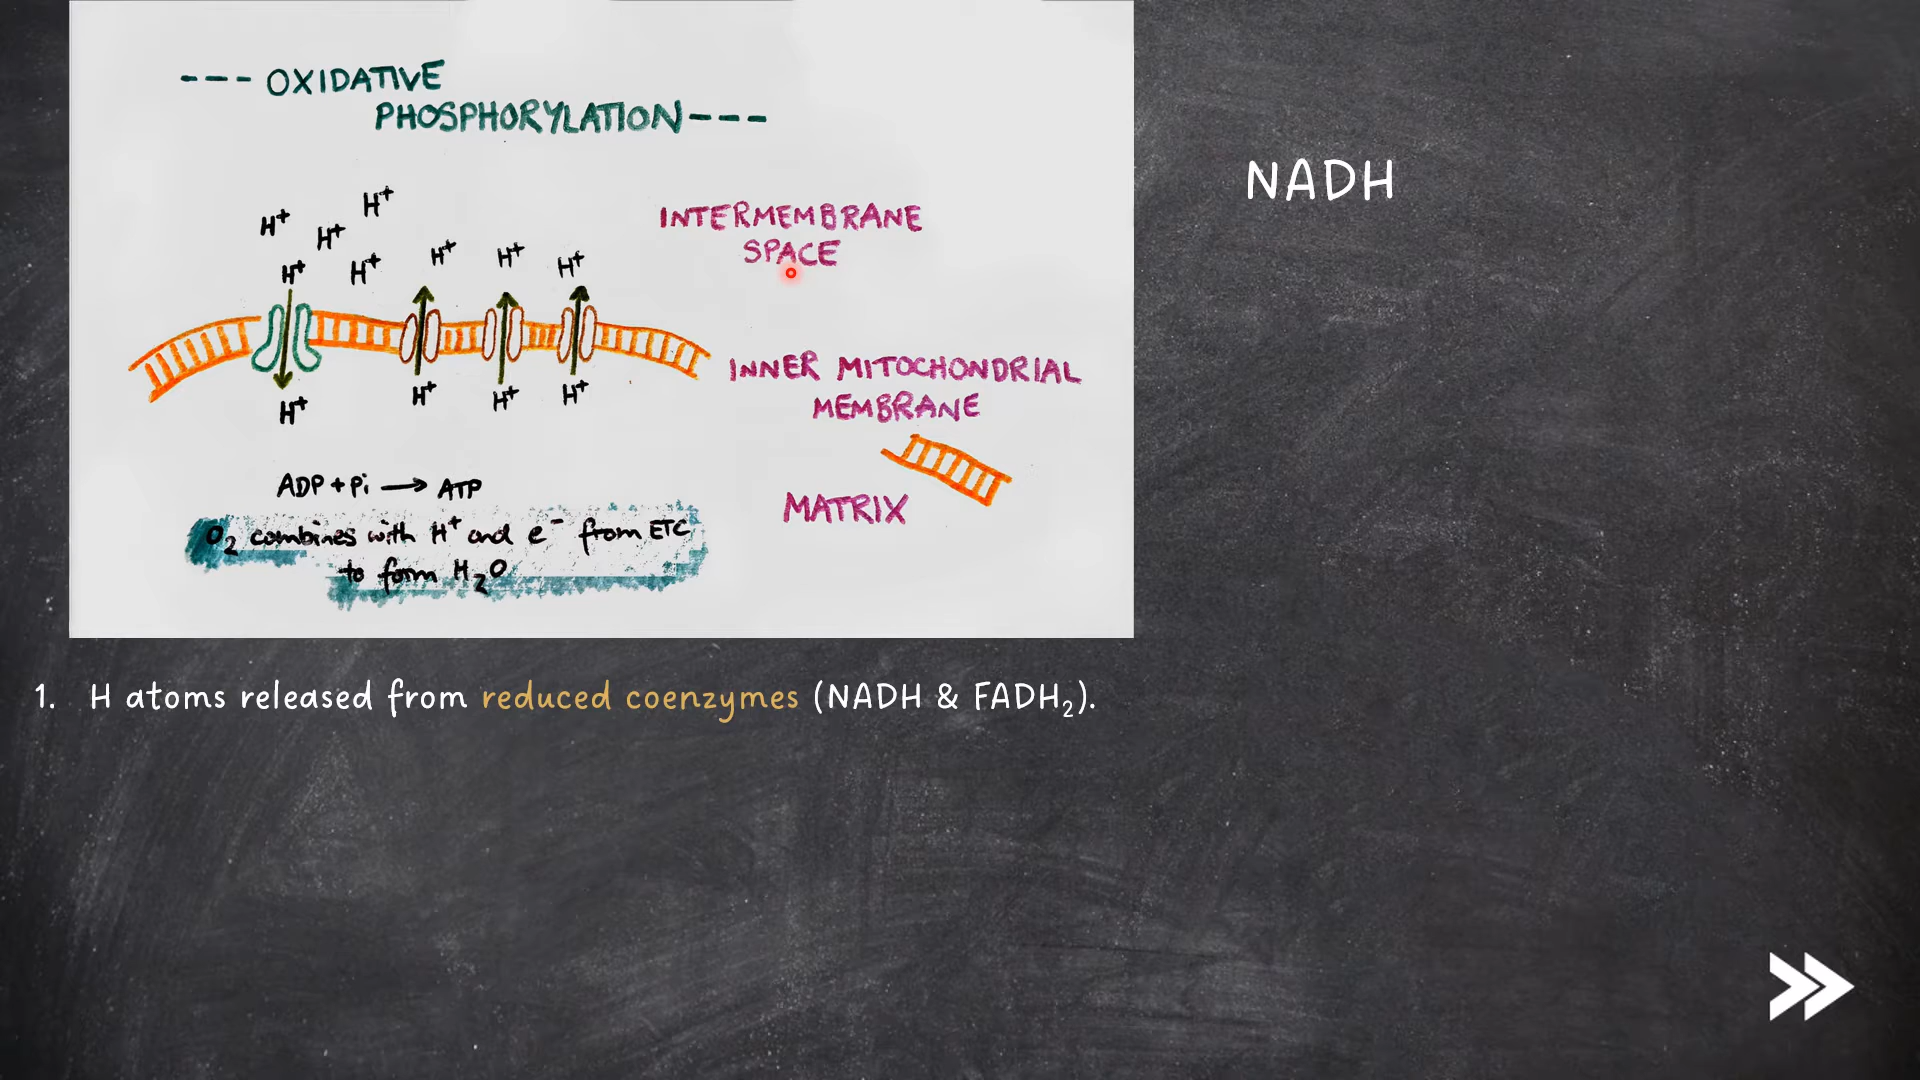 --- OXIDATIVE
PHOSPHORYLATION ---
NADH
H⁺ H⁺ H⁺
H⁺ H⁺ H⁺ H⁺ H⁺
H⁺
INTERMEMBRANE
SPACE
INNER MITOCHONDRIAL
MEMBRANE
H⁺ H⁺ H⁺ H⁺
ADP + Pi → ATP
MATRIX
O₂ combines with H⁺ and e⁻ from ETC
to form H₂O
1. H atoms released from reduced coenzymes (NADH & FADH₂).